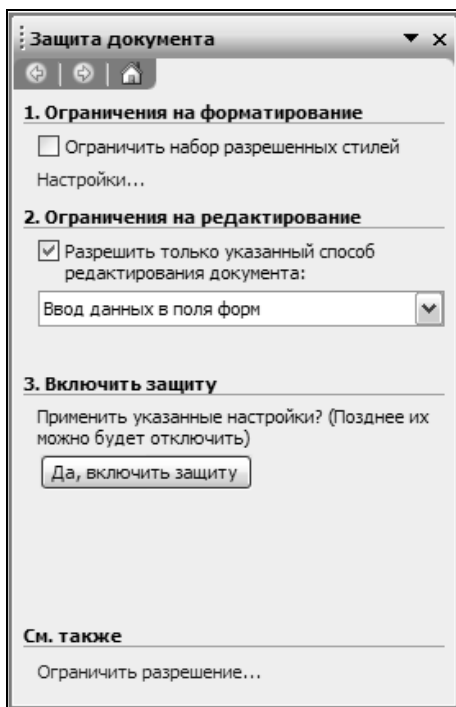 Защита документа
1. Ограничения на форматирование
Ограничить набор разрешенных стилей
Настройки...
2. Ограничения на редактирование
Разрешить только указанный способ
редактирования документа:
Ввод данных в поля форм
3. Включить защиту
Применить указанные настройки? (Позднее их
можно будет отключить)
Да, включить защиту
См. также
Ограничить разрешение...